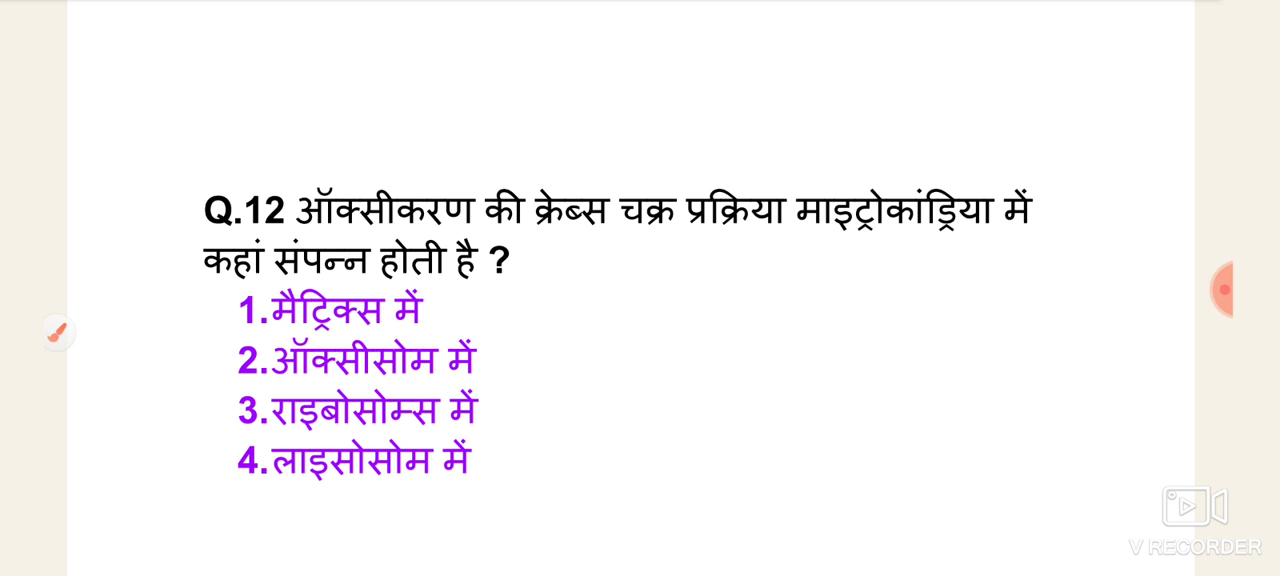 Q.12 ऑक्सीकरण की क्रेब्स चक्र प्रक्रिया माइट्रोकांड्रिया में
कहां संपन्न होती है ?
1.मैट्रिक्स में
2.ऑक्सीसोम में
3.राइबोसोम्स में
4.लाइसोसोम में
V RECORDER